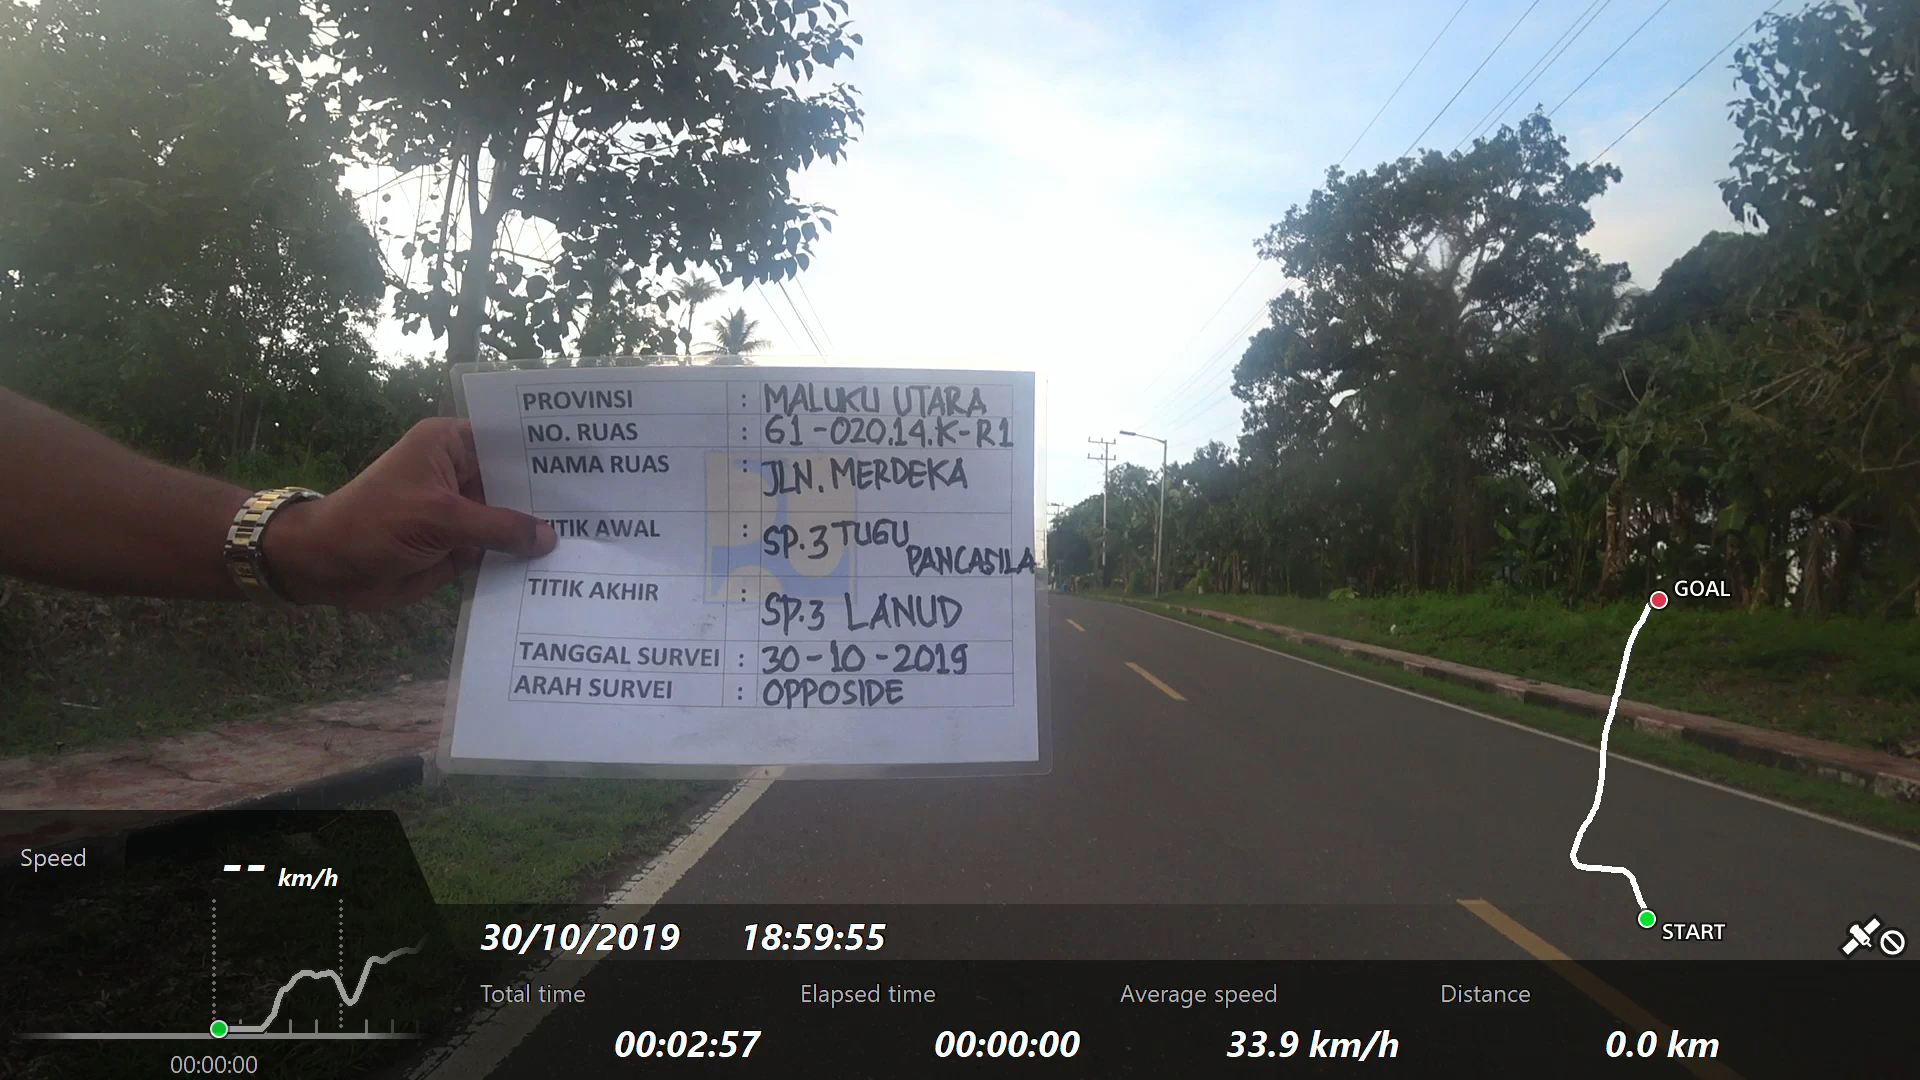 PROVINSI : MALUKU UTARA
NO. RUAS : 61-020.14.K-R1
NAMA RUAS : JLN. MERDEKA
TITIK AWAL : SP.3 TUGU
PANCASILA
TITIK AKHIR : SP.3 LANUD
TANGGAL SURVEI : 30-10-2019
ARAH SURVEI : OPPOSIDE
GOAL
START
Speed
-- km/h
00:00:00
30/10/2019 18:59:55
Total time Elapsed time Average speed Distance
00:02:57 00:00:00 33.9 km/h 0.0 km